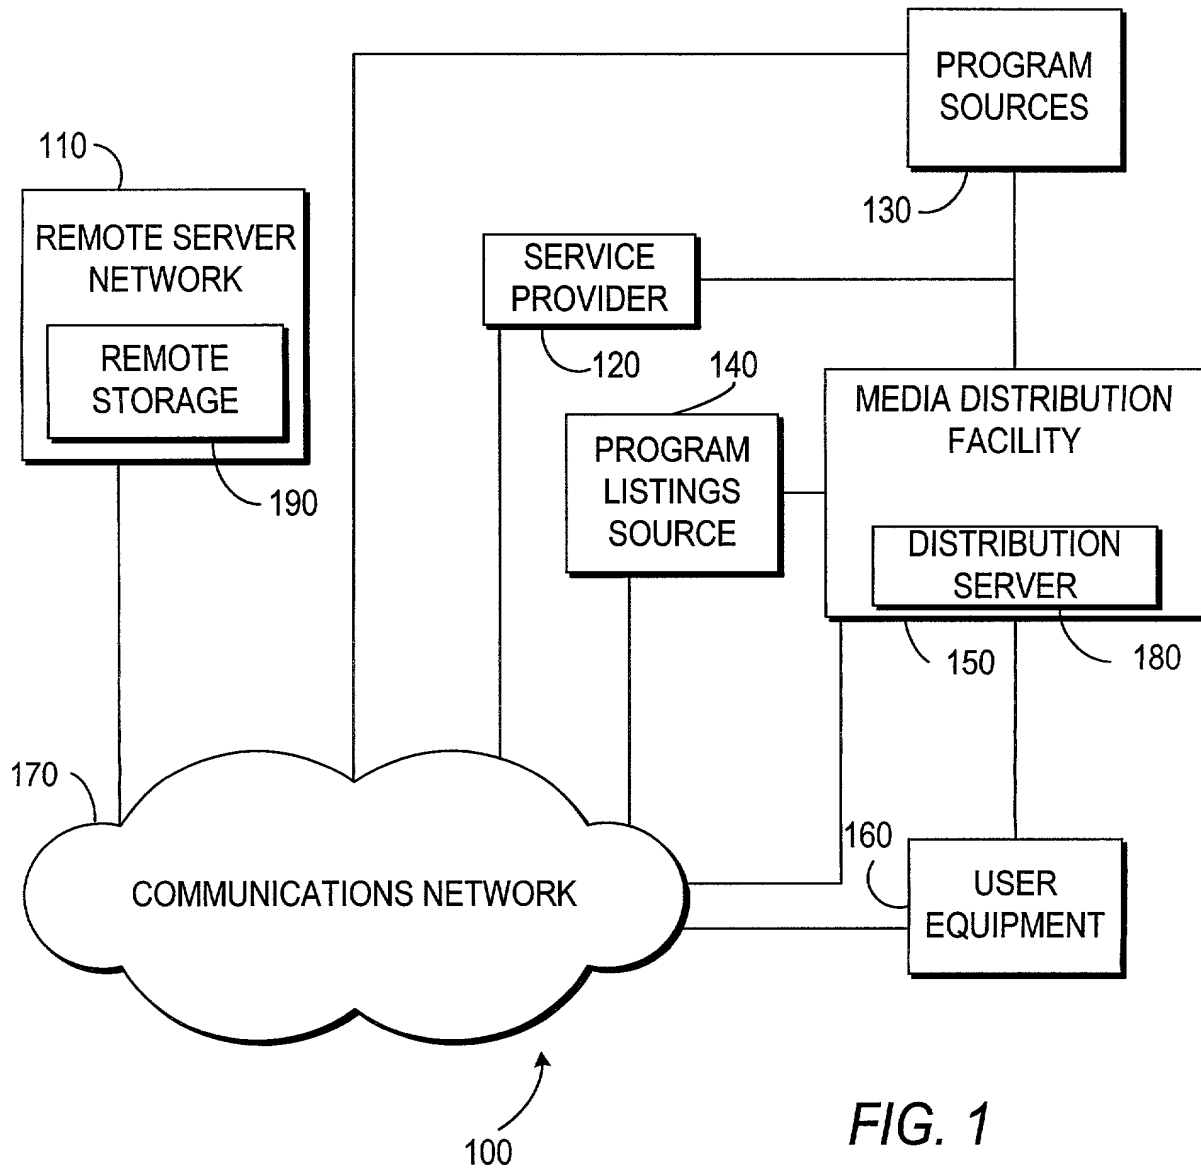 PROGRAM
SOURCES
130
110
REMOTE SERVER
NETWORK
REMOTE
STORAGE
190
SERVICE
PROVIDER
120
140
PROGRAM
LISTINGS
SOURCE
MEDIA DISTRIBUTION
FACILITY
DISTRIBUTION
SERVER
150
180
170
COMMUNICATIONS NETWORK
160
USER
EQUIPMENT
100
FIG. 1